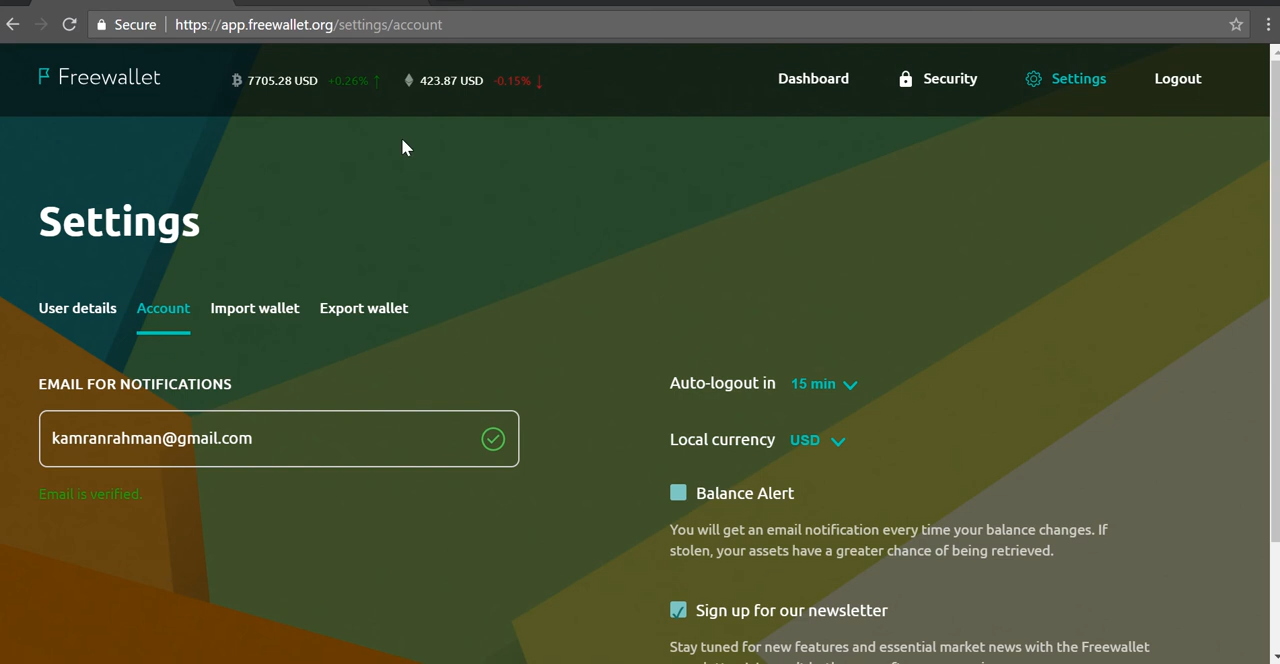 Secure https://app.freewallet.org/settings/account
Freewallet 7705.28 USD +0.26% ↑ 423.87 USD -0.15% ↓ Dashboard Security Settings Logout
Settings
User details Account Import wallet Export wallet
EMAIL FOR NOTIFICATIONS
kamranrahman@gmail.com
Email is verified.
Auto-logout in 15 min
Local currency USD
Balance Alert
You will get an email notification every time your balance changes. If
stolen, your assets have a greater chance of being retrieved.
Sign up for our newsletter
Stay tuned for new features and essential market news with the Freewallet